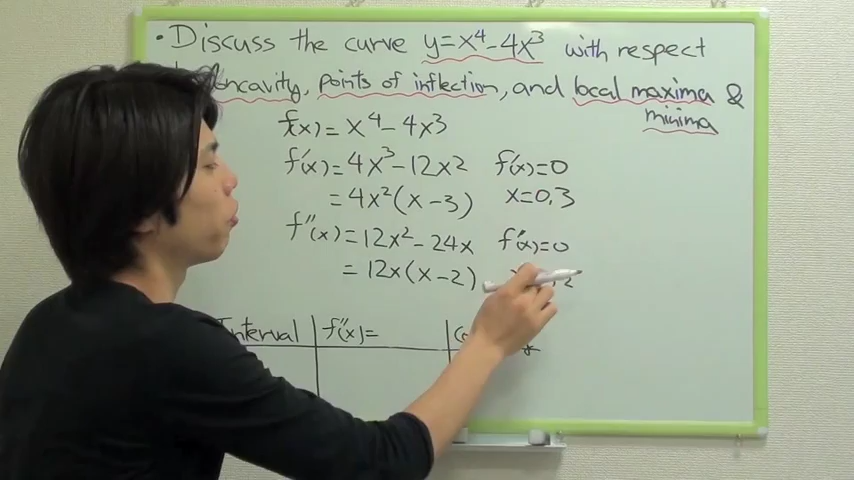 • Discuss the curve y=x⁴-4x³ with respect
concavity, points of inflection, and local maxima &
minima
f(x)= x⁴-4x³
f'(x)= 4x³-12x² f'(x)=0
= 4x²(x-3) x=0.3
f''(x)=12x²-24x f''(x)=0
= 12x(x-2)
Interval f''(x)=